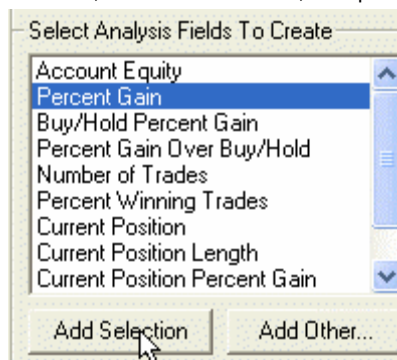 Select Analysis Fields To Create
Account Equity
Percent Gain
Buy/Hold Percent Gain
Percent Gain Over Buy/Hold
Number of Trades
Percent Winning Trades
Current Position
Current Position Length
Current Position Percent Gain
Add Selection Add Other...